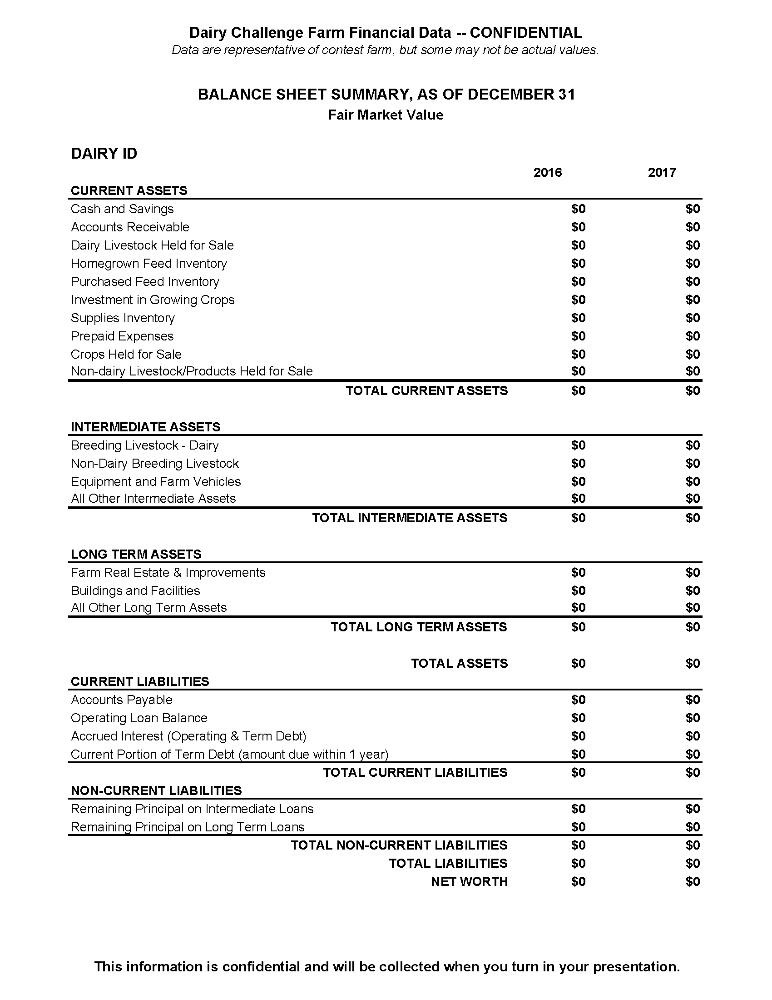 Dairy Challenge Farm Financial Data -- CONFIDENTIAL
Data are representative of contest farm, but some may not be actual values.
BALANCE SHEET SUMMARY, AS OF DECEMBER 31
Fair Market Value
DAIRY ID
2016 2017
CURRENT ASSETS
Cash and Savings $0 $0
Accounts Receivable $0 $0
Dairy Livestock Held for Sale $0 $0
Homegrown Feed Inventory $0 $0
Purchased Feed Inventory $0 $0
Investment in Growing Crops $0 $0
Supplies Inventory $0 $0
Prepaid Expenses $0 $0
Crops Held for Sale $0 $0
Non-dairy Livestock/Products Held for Sale $0 $0
TOTAL CURRENT ASSETS $0 $0
INTERMEDIATE ASSETS
Breeding Livestock - Dairy $0 $0
Non-Dairy Breeding Livestock $0 $0
Equipment and Farm Vehicles $0 $0
All Other Intermediate Assets $0 $0
TOTAL INTERMEDIATE ASSETS $0 $0
LONG TERM ASSETS
Farm Real Estate & Improvements $0 $0
Buildings and Facilities $0 $0
All Other Long Term Assets $0 $0
TOTAL LONG TERM ASSETS $0 $0
TOTAL ASSETS $0 $0
CURRENT LIABILITIES
Accounts Payable $0 $0
Operating Loan Balance $0 $0
Accrued Interest (Operating & Term Debt) $0 $0
Current Portion of Term Debt (amount due within 1 year) $0 $0
TOTAL CURRENT LIABILITIES $0 $0
NON-CURRENT LIABILITIES
Remaining Principal on Intermediate Loans $0 $0
Remaining Principal on Long Term Loans $0 $0
TOTAL NON-CURRENT LIABILITIES $0 $0
TOTAL LIABILITIES $0 $0
NET WORTH $0 $0
This information is confidential and will be collected when you turn in your presentation.